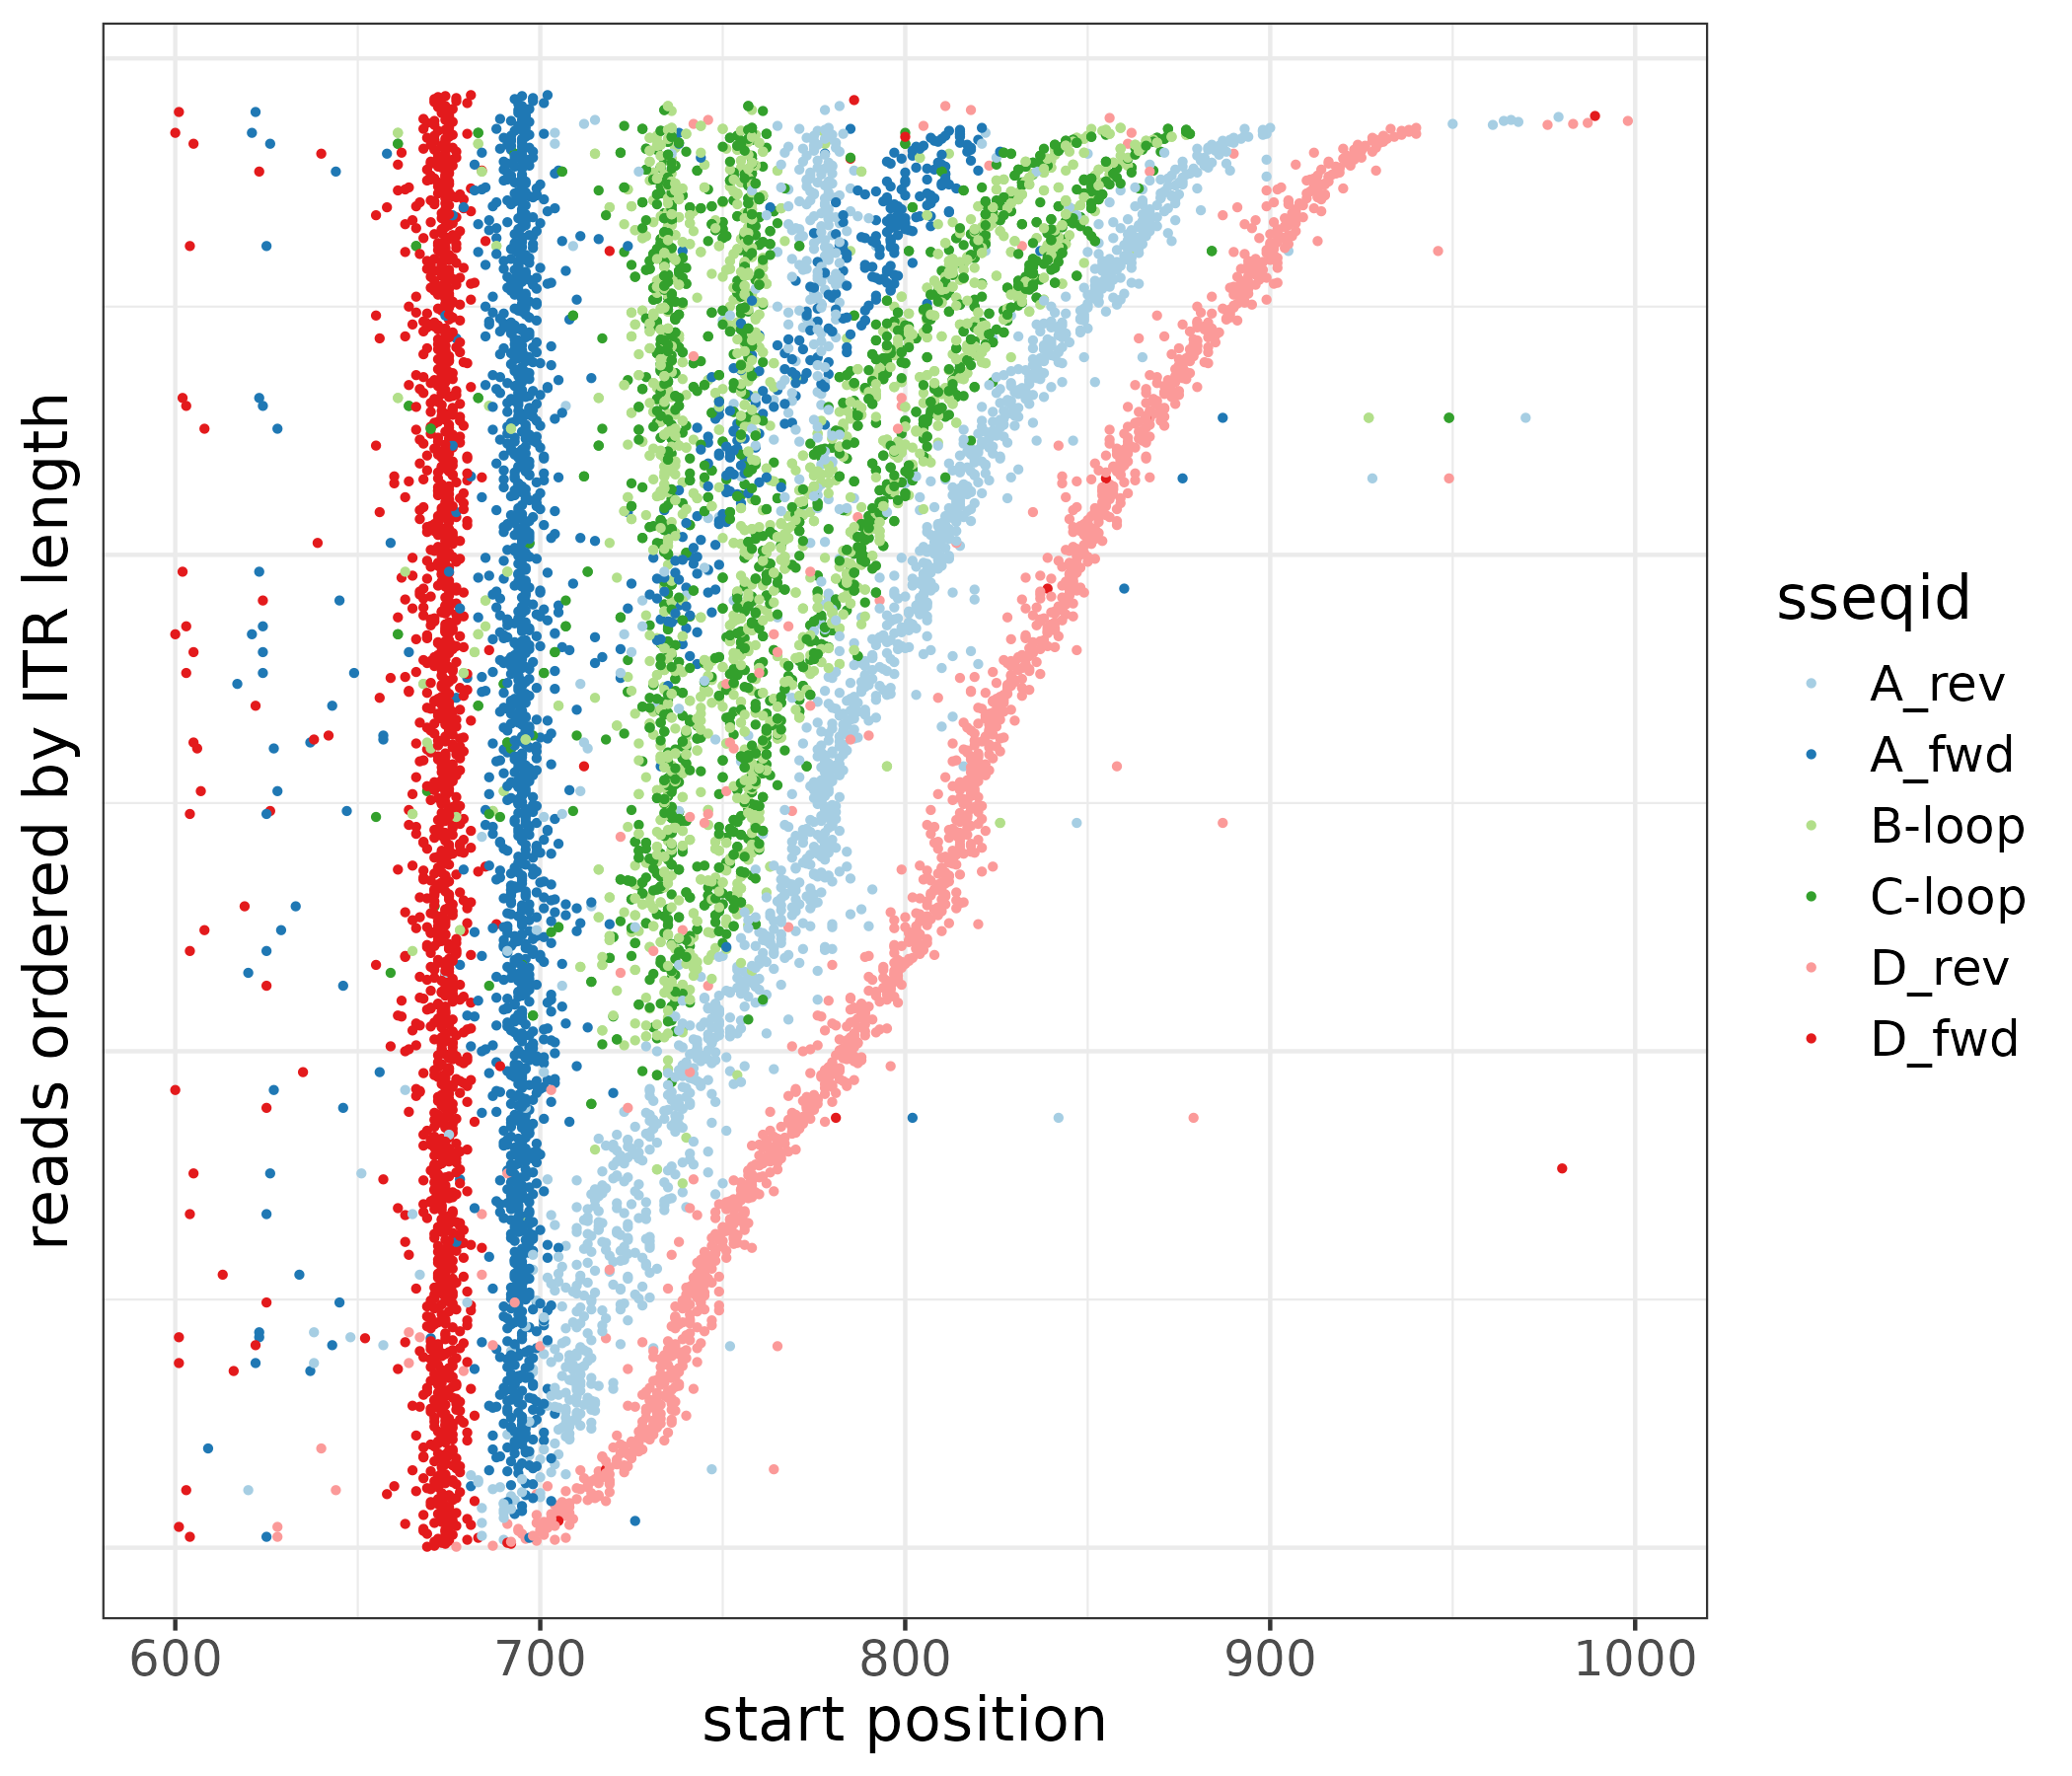 reads ordered by ITR length
600 700 800 900 1000
start position
sseqid
A_rev
A_fwd
B-loop
C-loop
D_rev
D_fwd